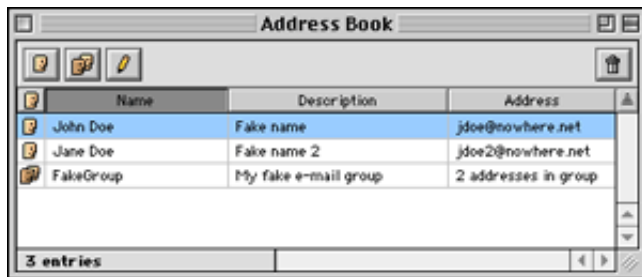 Address Book
Name Description Address
John Doe Fake name jdoe@nowhere.net
Jane Doe Fake name 2 jdoe2@nowhere.net
FakeGroup My fake e-mail group 2 addresses in group
3 entries